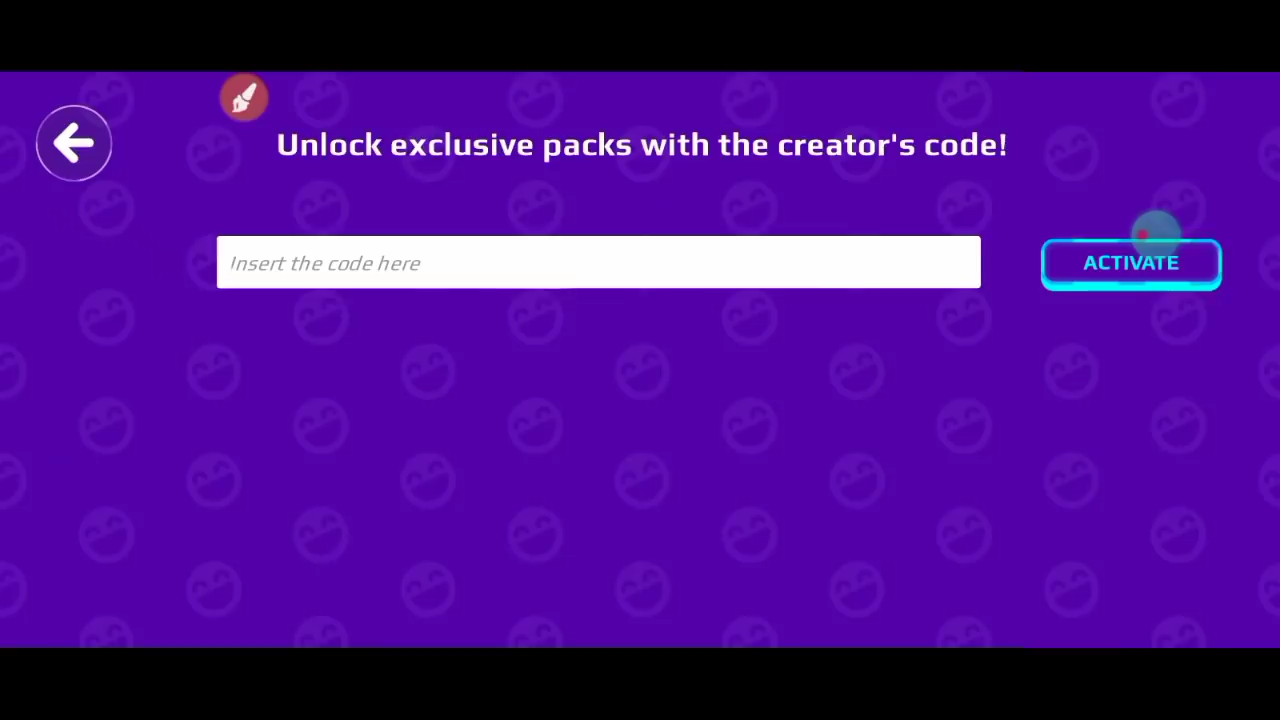 Unlock exclusive packs with the creator's code!
Insert the code here
ACTIVATE